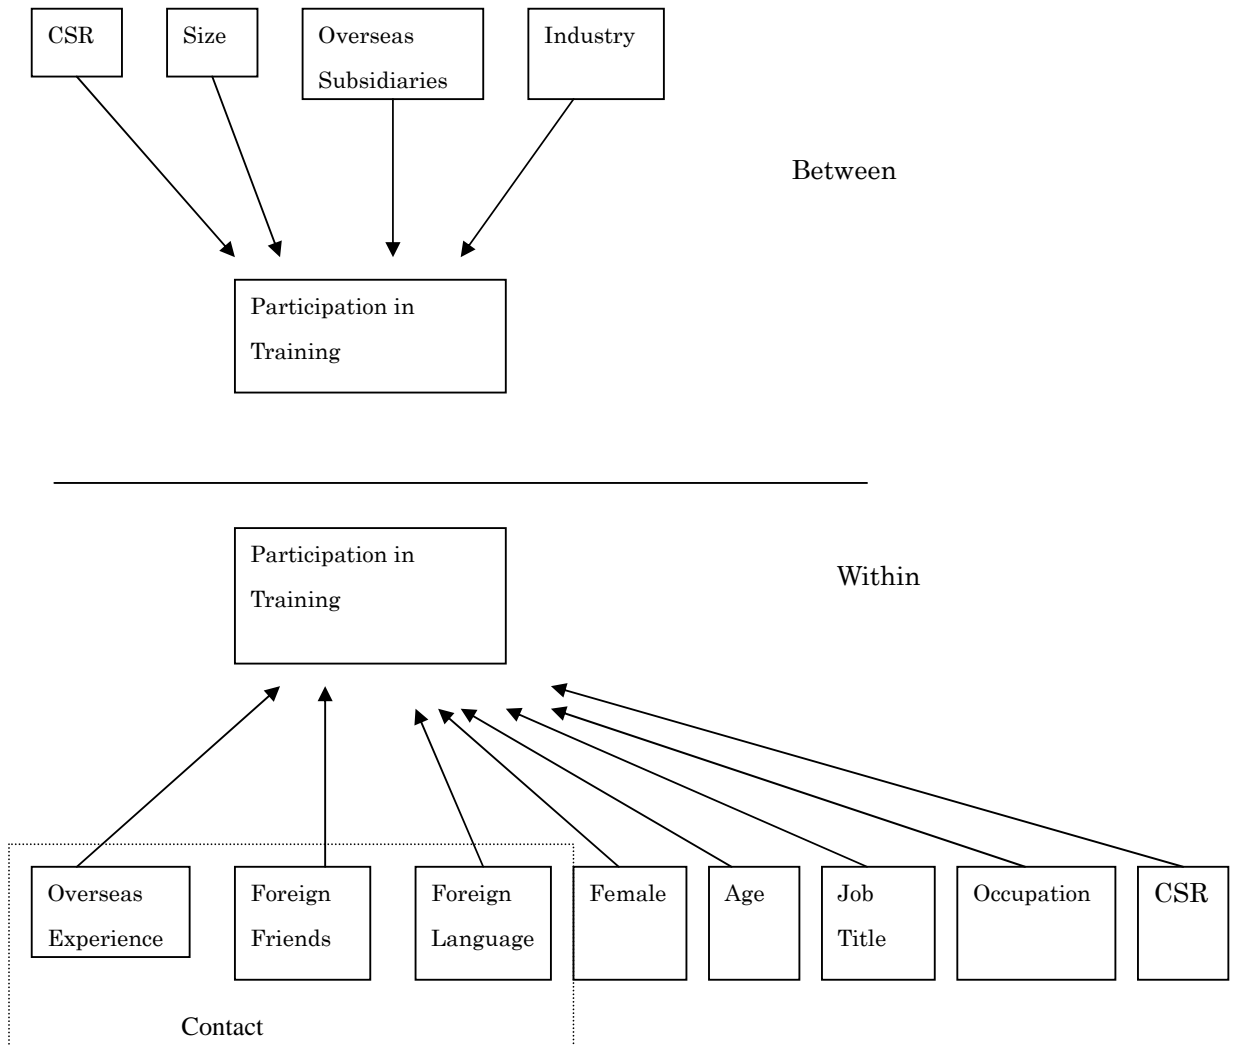 CSR
Size
Overseas
Subsidiaries
Industry
Between
Participation in
Training
Participation in
Training
Within
Overseas
Experience
Foreign
Friends
Foreign
Language
Female
Age
Job
Title
Occupation
CSR
Contact